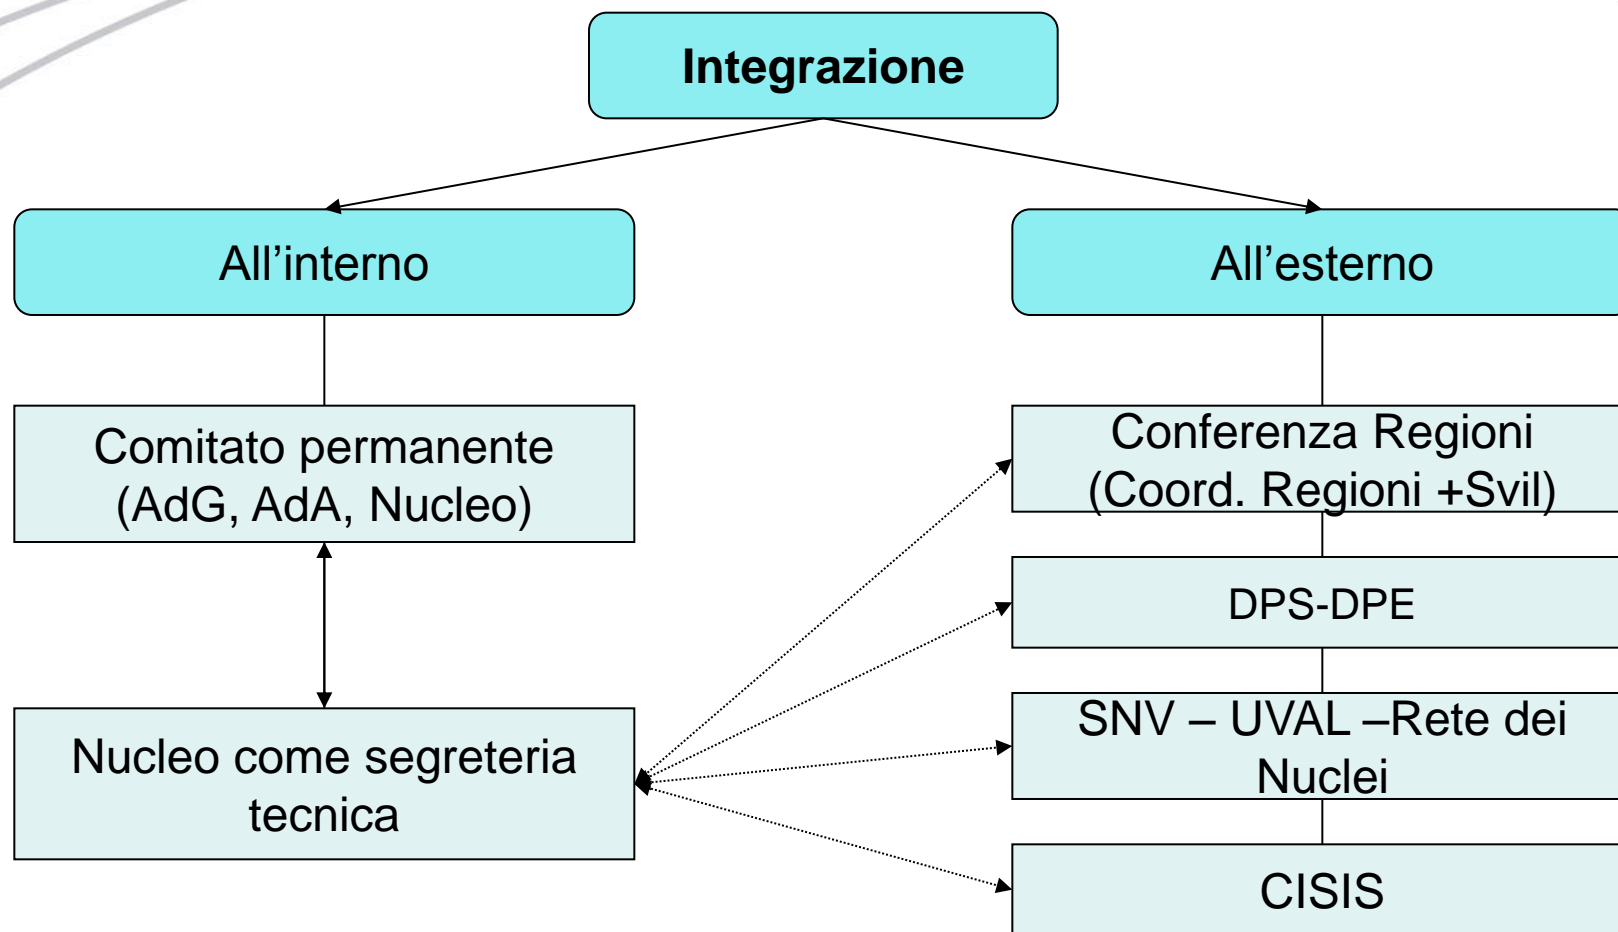 Integrazione
All’interno
All’esterno
Comitato permanente
(AdG, AdA, Nucleo)
Nucleo come segreteria
tecnica
Conferenza Regioni
(Coord. Regioni +Svil)
DPS-DPE
SNV – UVAL –Rete dei
Nuclei
CISIS